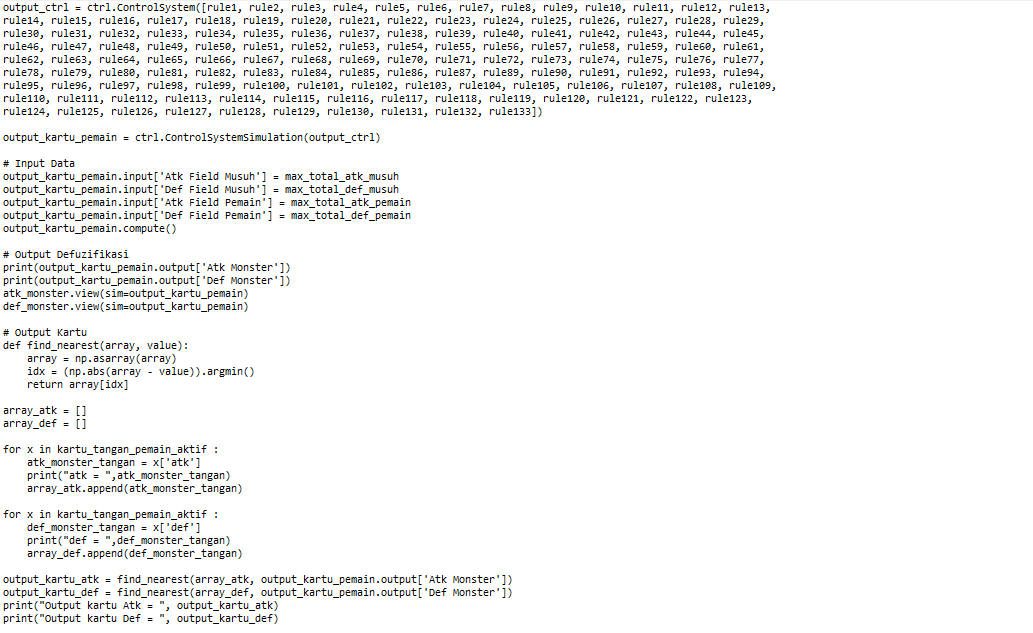 output_ctrl = ctrl.ControlSystem([rule1, rule2, rule3, rule4, rule5, rule6, rule7, rule8, rule9, rule10, rule11, rule12, rule13,
rule14, rule15, rule16, rule17, rule18, rule19, rule20, rule21, rule22, rule23, rule24, rule25, rule26, rule27, rule28, rule29,
rule30, rule31, rule32, rule33, rule34, rule35, rule36, rule37, rule38, rule39, rule40, rule41, rule42, rule43, rule44, rule45,
rule46, rule47, rule48, rule49, rule50, rule51, rule52, rule53, rule54, rule55, rule56, rule57, rule58, rule59, rule60, rule61,
rule62, rule63, rule64, rule65, rule66, rule67, rule68, rule69, rule70, rule71, rule72, rule73, rule74, rule75, rule76, rule77,
rule78, rule79, rule80, rule81, rule82, rule83, rule84, rule85, rule86, rule87, rule89, rule90, rule91, rule92, rule93, rule94,
rule95, rule96, rule97, rule98, rule99, rule100, rule101, rule102, rule103, rule104, rule105, rule106, rule107, rule108, rule109,
rule110, rule111, rule112, rule113, rule114, rule115, rule116, rule117, rule118, rule119, rule120, rule121, rule122, rule123,
rule124, rule125, rule126, rule127, rule128, rule129, rule130, rule131, rule132, rule133])
output_kartu_pemain = ctrl.ControlSystemSimulation(output_ctrl)
# Input Data
output_kartu_pemain.input['Atk Field Musuh'] = max_total_atk_musuh
output_kartu_pemain.input['Def Field Musuh'] = max_total_def_musuh
output_kartu_pemain.input['Atk Field Pemain'] = max_total_atk_pemain
output_kartu_pemain.input['Def Field Pemain'] = max_total_def_pemain
output_kartu_pemain.compute()
# Output Defuzifikasi
print(output_kartu_pemain.output['Atk Monster'])
print(output_kartu_pemain.output['Def Monster'])
atk_monster.view(sim=output_kartu_pemain)
def_monster.view(sim=output_kartu_pemain)
# Output Kartu
def find_nearest(array, value):
    array = np.asarray(array)
    idx = (np.abs(array - value)).argmin()
    return array[idx]
array_atk = []
array_def = []
for x in kartu_tangan_pemain_aktif :
    atk_monster_tangan = x['atk']
    print("atk = ",atk_monster_tangan)
    array_atk.append(atk_monster_tangan)
for x in kartu_tangan_pemain_aktif :
    def_monster_tangan = x['def']
    print("def = ",def_monster_tangan)
    array_def.append(def_monster_tangan)
output_kartu_atk = find_nearest(array_atk, output_kartu_pemain.output['Atk Monster'])
output_kartu_def = find_nearest(array_def, output_kartu_pemain.output['Def Monster'])
print("Output kartu Atk = ", output_kartu_atk)
print("Output kartu Def = ", output_kartu_def)